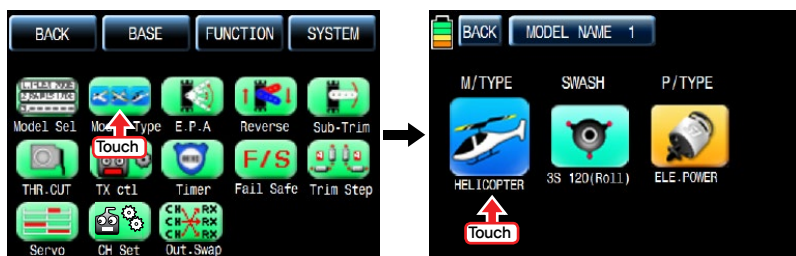 BACK BASE FUNCTION SYSTEM
Model Sel Type E.P.A Reverse Sub-Trim
Touch
F/S
THR.CUT TX ctl Timer Fail Safe Trim Step
CH RX
CH RX
CH RX
Servo CH Set Out.Swap
BACK MODEL NAME 1
M/TYPE SWASH P/TYPE
HELICOPTER 3S 120(Roll) ELE.POWER
Touch